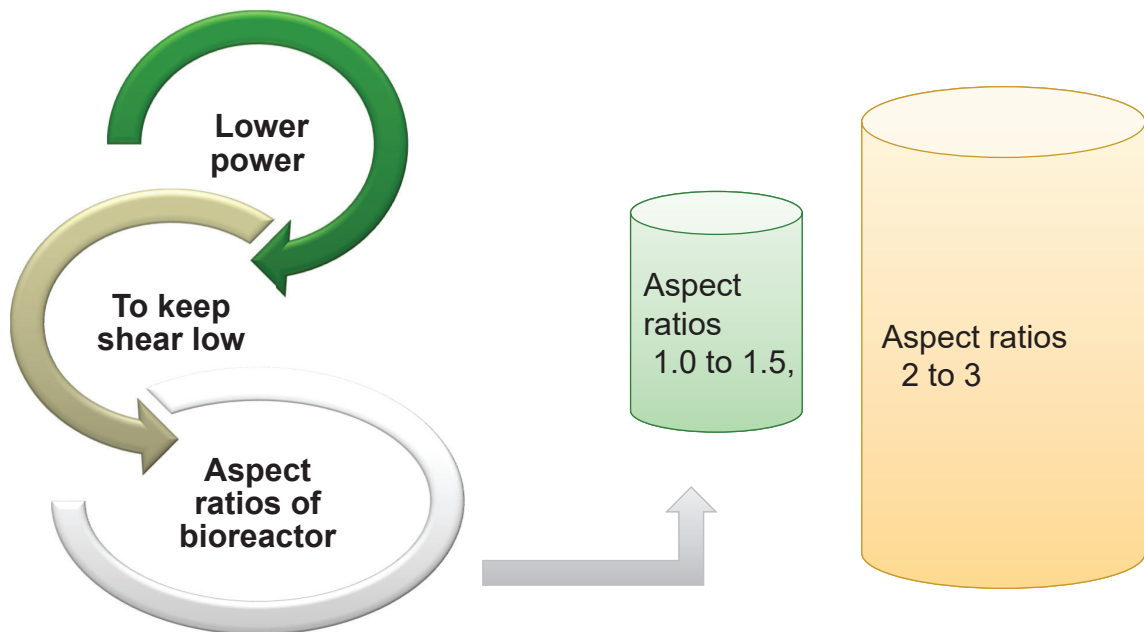 Lower
power
To keep
shear low
Aspect
ratios of
bioreactor
Aspect
ratios
1.0 to 1.5,
Aspect ratios
2 to 3